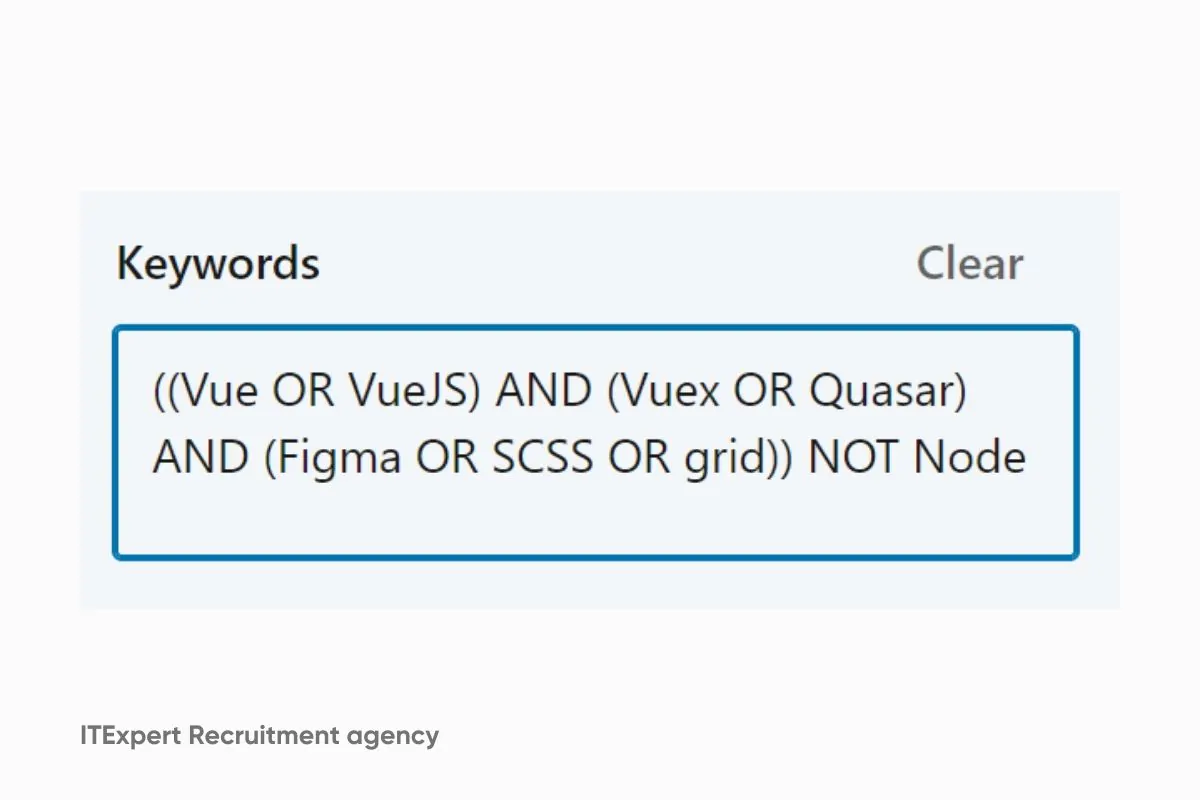 Keywords
Clear
((Vue OR VueJS) AND (Vuex OR Quasar)
AND (Figma OR SCSS OR grid)) NOT Node
ITExpert Recruitment agency